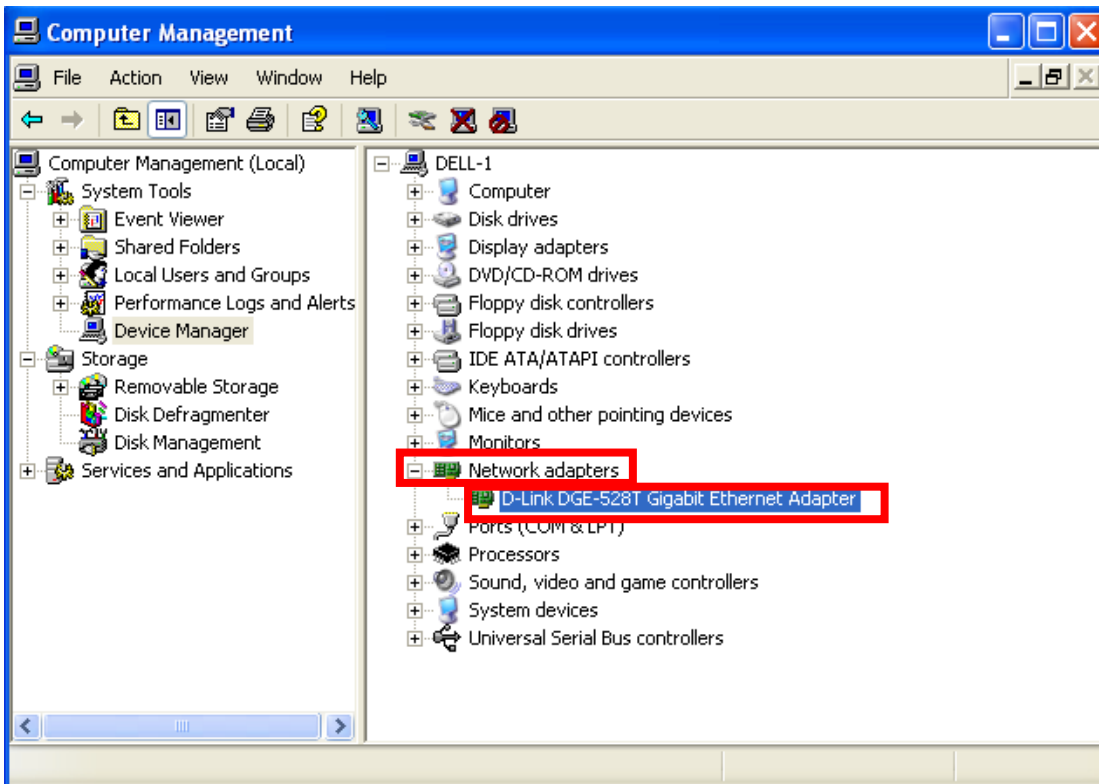 Computer Management
File Action View Window Help
Computer Management (Local)
System Tools
Event Viewer
Shared Folders
Local Users and Groups
Performance Logs and Alerts
Device Manager
Storage
Removable Storage
Disk Defragmenter
Disk Management
Services and Applications
DELL-1
Computer
Disk drives
Display adapters
DVD/CD-ROM drives
Floppy disk controllers
Floppy disk drives
IDE ATA/ATAPI controllers
Keyboards
Mice and other pointing devices
Monitors
Network adapters
D-Link DGE-528T Gigabit Ethernet Adapter
Ports (COM & LPT)
Processors
Sound, video and game controllers
System devices
Universal Serial Bus controllers